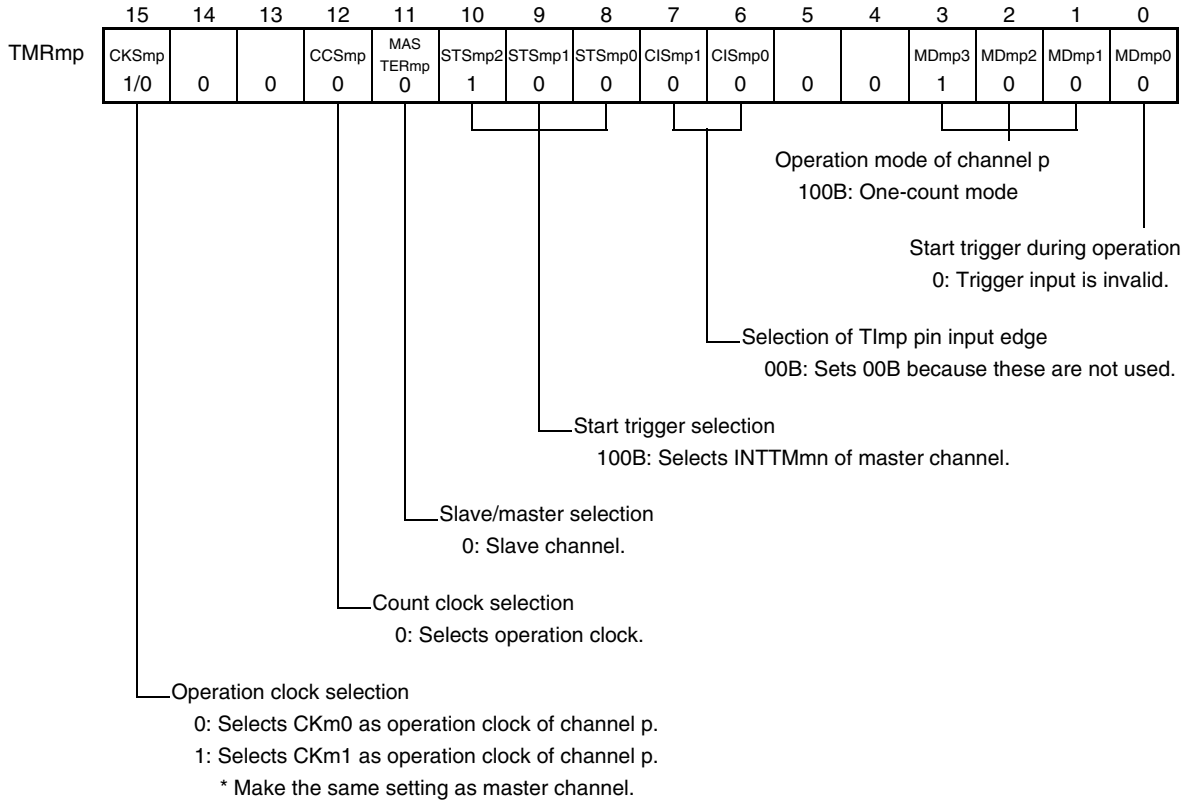 15 14 13 12 11 10 9 8 7 6 5 4 3 2 1 0
TMRmp
CKSmp CCSmp MAS TERmp STSmp2 STSmp1 STSmp0 CISmp1 CISmp0 MDmp3 MDmp2 MDmp1 MDmp0
1/0 0 0 0 0 1 0 0 0 0 0 0 1 0 0 0
Operation mode of channel p
100B: One-count mode
Start trigger during operation
0: Trigger input is invalid.
Selection of TImp pin input edge
00B: Sets 00B because these are not used.
Start trigger selection
100B: Selects INTTMmn of master channel.
Slave/master selection
0: Slave channel.
Count clock selection
0: Selects operation clock.
Operation clock selection
0: Selects CKm0 as operation clock of channel p.
1: Selects CKm1 as operation clock of channel p.
* Make the same setting as master channel.